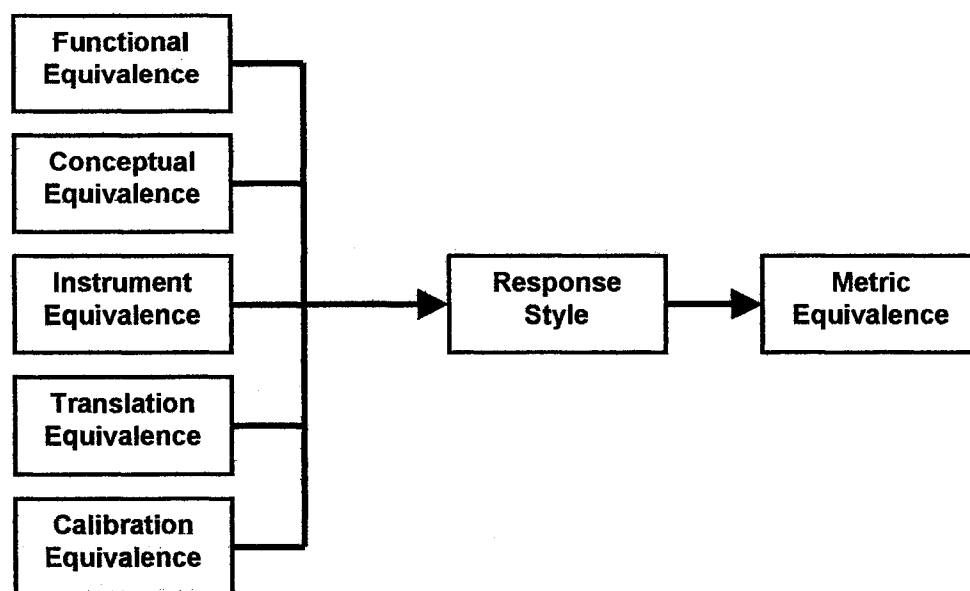 Functional
Equivalence
Conceptual
Equivalence
Instrument
Equivalence
Response
Style
Metric
Equivalence
Translation
Equivalence
Calibration
Equivalence